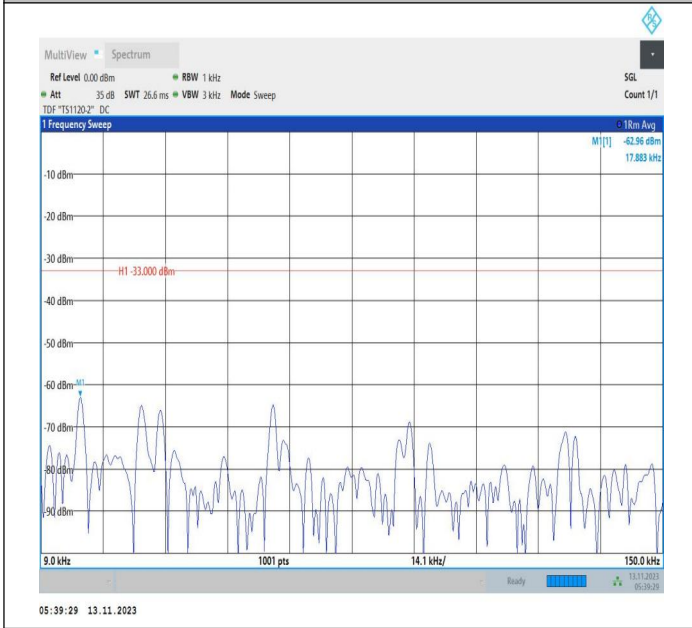 R&S
MultiView Spectrum
Ref Level 0.00 dBm RBW 1 kHz SGL
Att 35 dB SWT 26.6 ms VBW 3 kHz Mode Sweep Count 1/1
TDF "TS1120-2" DC
1 Frequency Sweep 1Rm Avg
M1[1] -62.96 dBm
17.883 kHz
-10 dBm
-20 dBm
-30 dBm
H1 -33.000 dBm
-40 dBm
-50 dBm
-60 dBm
M1
-70 dBm
-80 dBm
-90 dBm
9.0 kHz 1001 pts 14.1 kHz/ 150.0 kHz
Ready 13.11.2023
05:39:29
05:39:29 13.11.2023